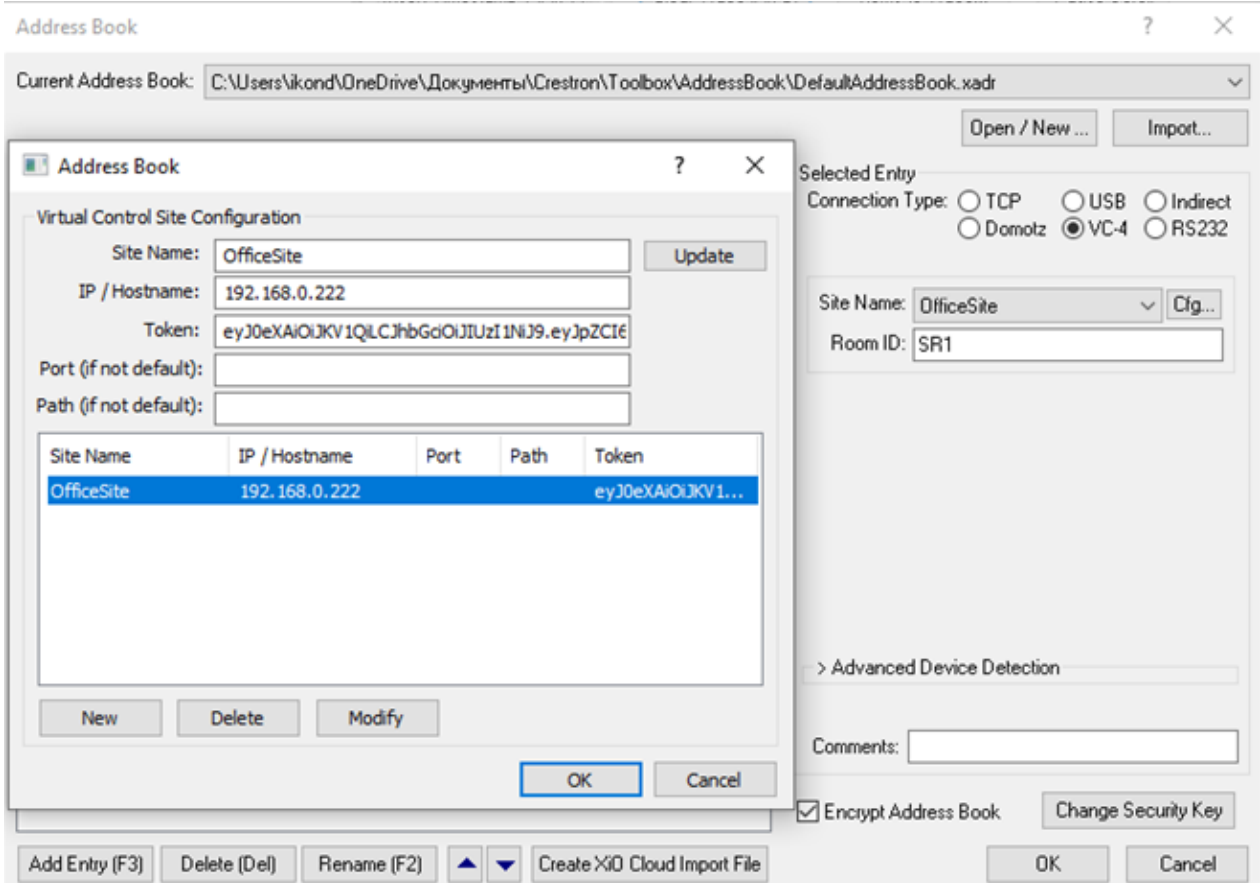 Address Book
Current Address Book: C:\Users\ikond\OneDrive\Документы\Crestron\Toolbox\AddressBook\DefaultAddressBook.xadr
Open / New ... Import...
Address Book
Virtual Control Site Configuration
Site Name: OfficeSite Update
IP / Hostname: 192.168.0.222
Token: eyJ0eXAiOiJKV1QiLCJhbGciOiJIUzI1NiJ9.eyJpZCI6
Port (if not default):
Path (if not default):
Site Name IP / Hostname Port Path Token
OfficeSite 192.168.0.222 eyJ0eXAiOiJKV1...
New Delete Modify
OK Cancel
Selected Entry
Connection Type: TCP USB Indirect
Domotz VC-4 RS232
Site Name: OfficeSite Cfg...
Room ID: SR1
> Advanced Device Detection
Comments:
Encrypt Address Book Change Security Key
Add Entry (F3) Delete (Del) Rename (F2) Create XiO Cloud Import File OK Cancel